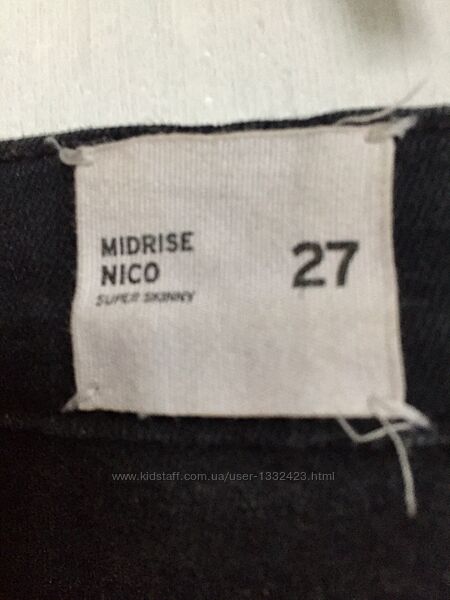 MIDRISE
NICO
SUPER SKINNY
27
www.kidstaff.com.ua/user-1332423.html